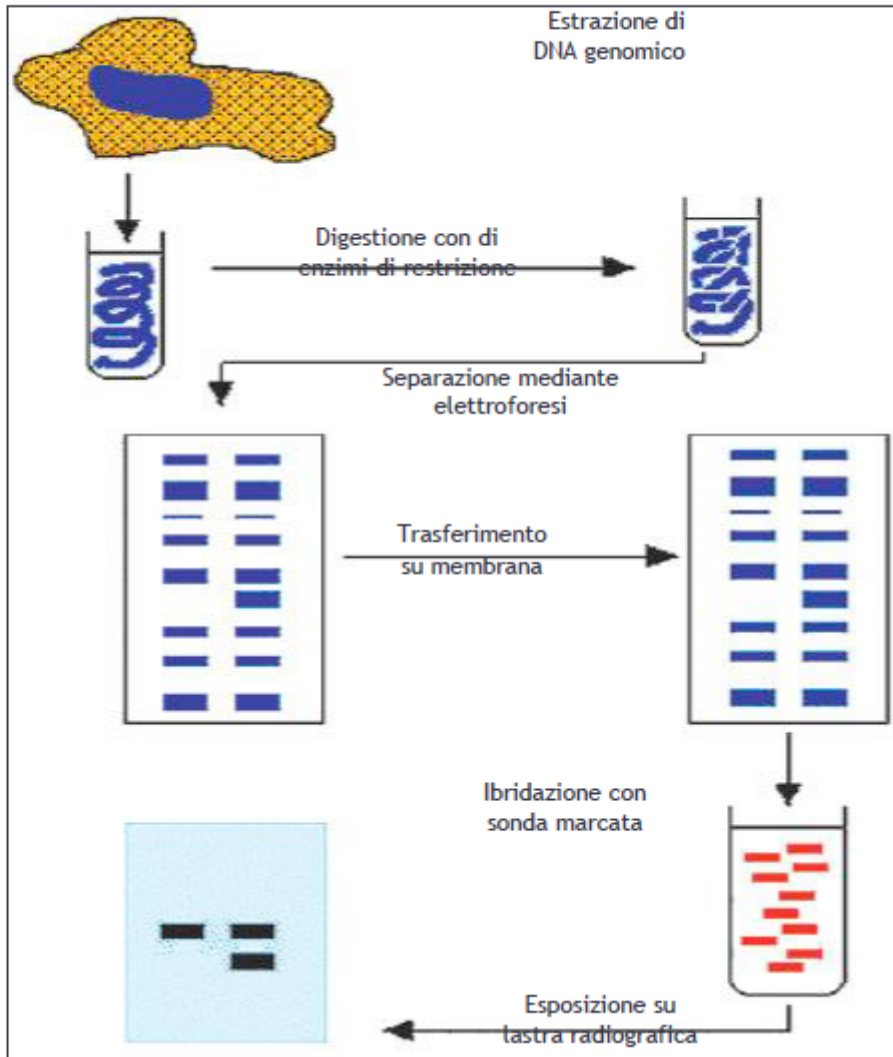 Estrazione di
DNA genomico
Digestione con di
enzimi di restrizione
Separazione mediante
elettroforesi
Trasferimento
su membrana
Ibridazione con
sonda marcata
Esposizione su
lastra radiografica